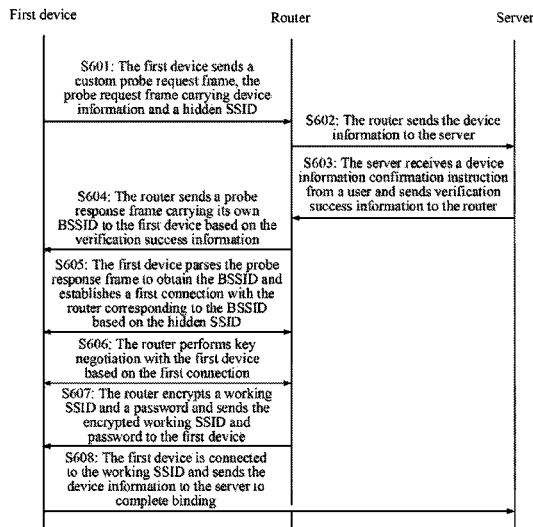 First device
Router
Server
S601: The first device sends a
custom probe request frame, the
probe request frame carrying device
information and a hidden SSID
S602: The router sends the device
information to the server
S603: The server receives a device
information confirmation instruction
from a user and sends verification
success information to the router
S604: The router sends a probe
response frame carrying its own
BSSID to the first device based on the
verification success information
S605: The first device parses the probe
response frame to obtain the BSSID and
establishes a first connection with the
router corresponding to the BSSID
based on the hidden SSID
S606: The router performs key
negotiation with the first device
based on the first connection
S607: The router encrypts a working
SSID and a password and sends the
encrypted working SSID and
password to the first device
S608: The first device is connected
to the working SSID and sends the
device information to the server to
complete binding